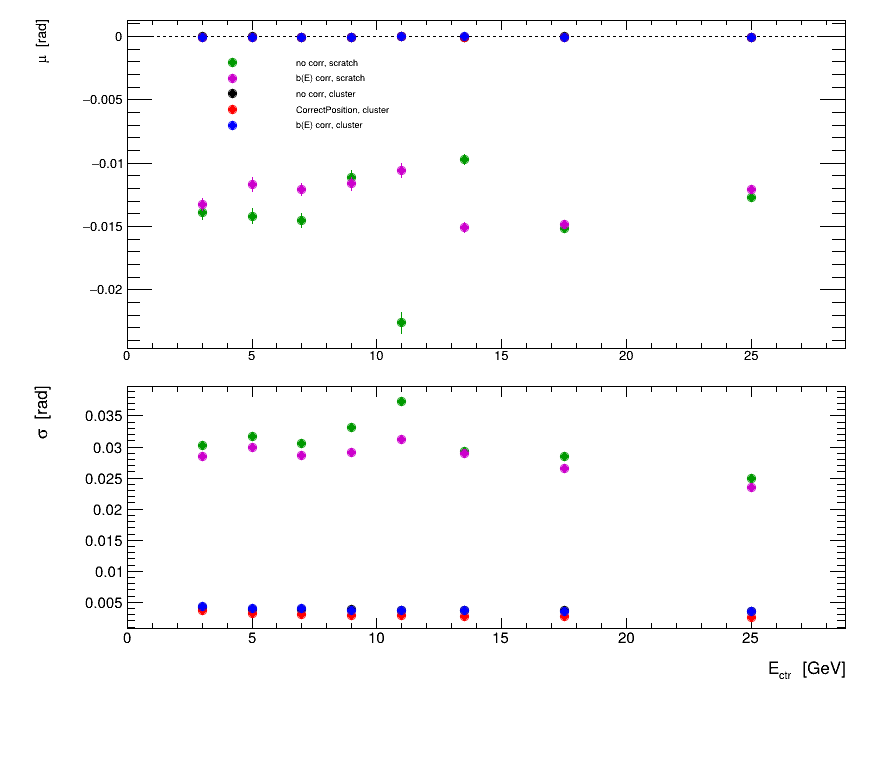 μ [rad]
0
−0.005
−0.01
−0.015
−0.02
no corr, scratch
b(E) corr, scratch
no corr, cluster
CorrectPosition, cluster
b(E) corr, cluster
0 5 10 15 20 25
σ [rad]
0.035
0.03
0.025
0.02
0.015
0.01
0.005
0 5 10 15 20 25
E_ctr [GeV]